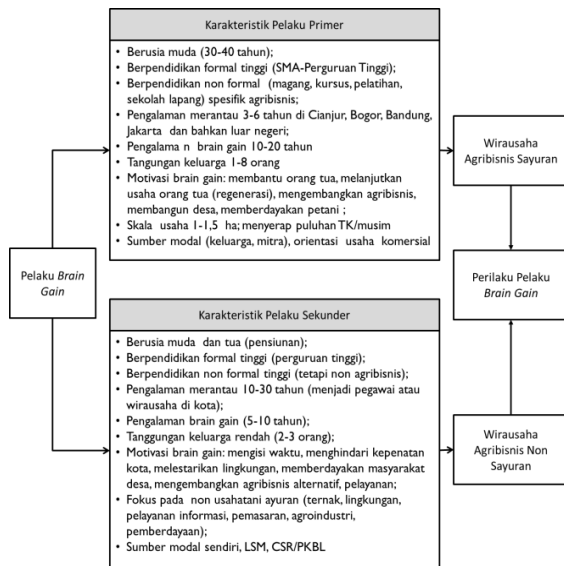 Karakteristik Pelaku Primer
• Berusia muda (30-40 tahun);
• Berpendidikan formal tinggi (SMA-Perguruan Tinggi);
• Berpendidikan non formal (magang, kursus, pelatihan,
sekolah lapang) spesifik agribisnis;
• Pengalaman merantau 3-6 tahun di Cianjur, Bogor, Bandung,
Jakarta dan bahkan luar negeri;
• Pengalama n brain gain 10-20 tahun
• Tangungan keluarga 1-8 orang
• Motivasi brain gain: membantu orang tua, melanjutkan
usaha orang tua (regenerasi), mengembangkan agribisnis,
membangun desa, memberdayakan petani ;
• Skala usaha 1-1,5 ha; menyerap puluhan TK/musim
• Sumber modal (keluarga, mitra), orientasi usaha komersial
Wirausaha
Agribisnis Sayuran
Pelaku Brain
Gain
Perilaku Pelaku
Brain Gain
Karakteristik Pelaku Sekunder
• Berusia muda dan tua (pensiunan);
• Berpendidikan formal tinggi (perguruan tinggi);
• Berpendidikan non formal tinggi (tetapi non agribisnis);
• Pengalaman merantau 10-30 tahun (menjadi pegawai atau
wirausaha di kota);
• Pengalaman brain gain (5-10 tahun);
• Tanggungan keluarga rendah (2-3 orang);
• Motivasi brain gain: mengisi waktu, menghindari kepenatan
kota, melestarikan lingkungan, memberdayakan masyarakat
desa, mengembangkan agribisnis alternatif, pelayanan;
• Fokus pada non usahatani ayuran (ternak, lingkungan,
pelayanan informasi, pemasaran, agroindustri,
pemberdayaan);
• Sumber modal sendiri, LSM, CSR/PKBL
Wirausaha
Agribisnis Non
Sayuran